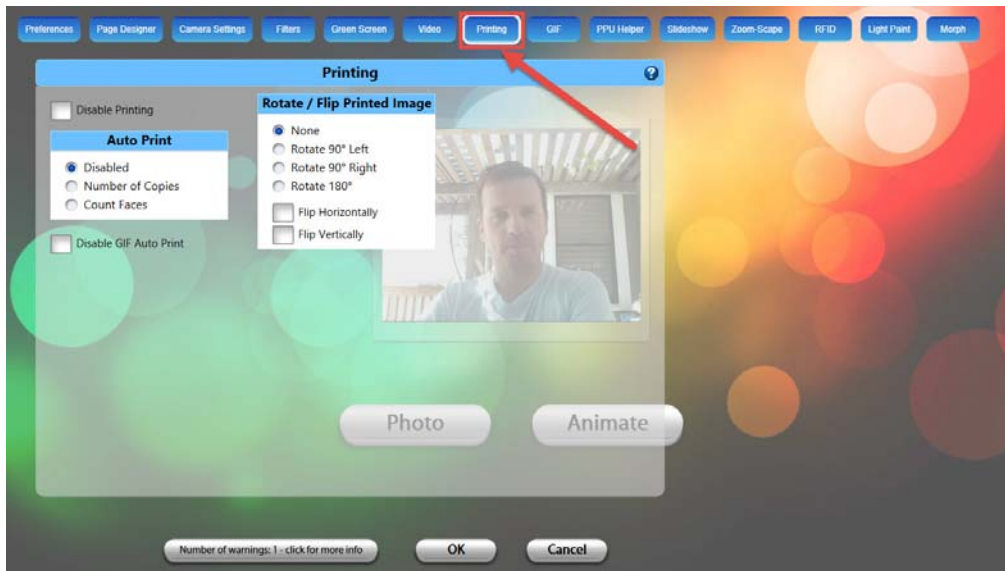 Preferences
Page Designer
Camera Settings
Filters
Green Screen
Video
Printing
GIF
PPU Helper
Slideshow
Zoom-Scape
RFID
Light Paint
Morph
Printing
?
Disable Printing
Auto Print
Disabled
Number of Copies
Count Faces
Disable GIF Auto Print
Rotate / Flip Printed Image
None
Rotate 90° Left
Rotate 90° Right
Rotate 180°
Flip Horizontally
Flip Vertically
Photo
Animate
Number of warnings: 1 - click for more info
OK
Cancel